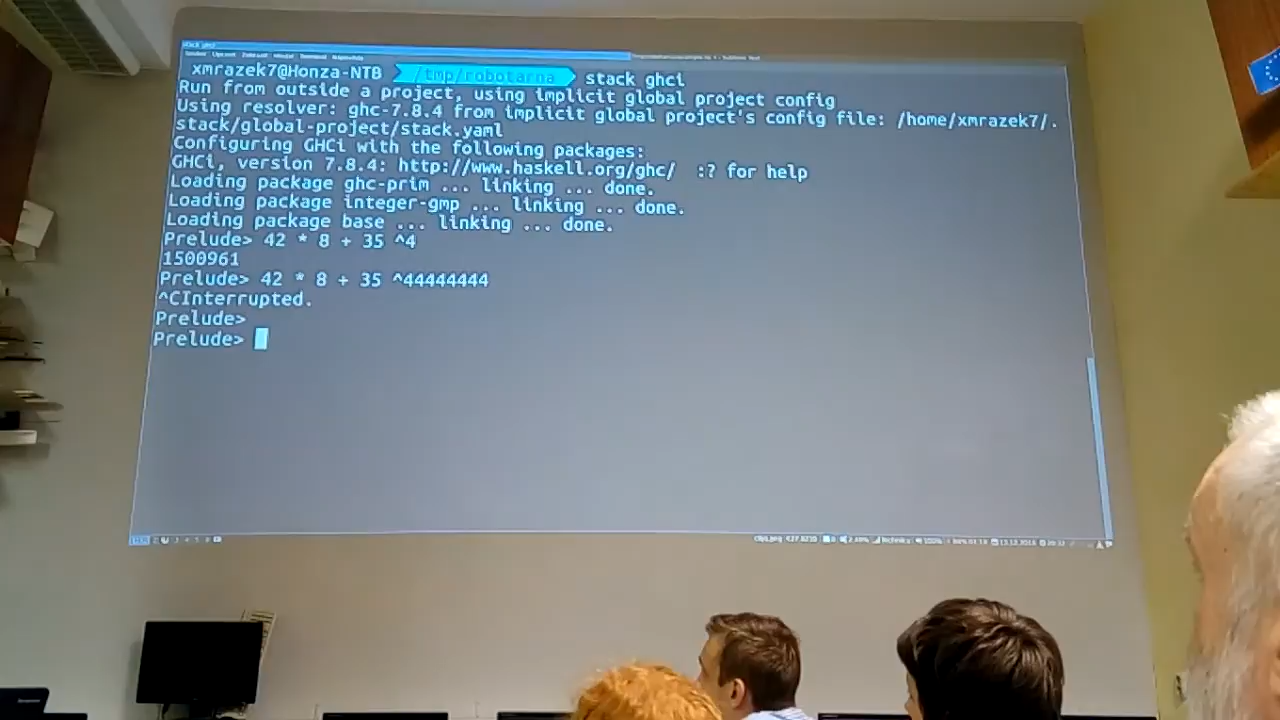 xmrazek7@Honza-NTB /tmp/robotarna stack ghci
Run from outside a project, using implicit global project config
Using resolver: ghc-7.8.4 from implicit global project's config file: /home/xmrazek7/.
stack/global-project/stack.yaml
Configuring GHCi with the following packages:
GHCi, version 7.8.4: http://www.haskell.org/ghc/ :? for help
Loading package ghc-prim ... linking ... done.
Loading package integer-gmp ... linking ... done.
Loading package base ... linking ... done.
Prelude> 42 * 8 + 35 ^4
1500961
Prelude> 42 * 8 + 35 ^44444444
^CInterrupted.
Prelude>
Prelude>